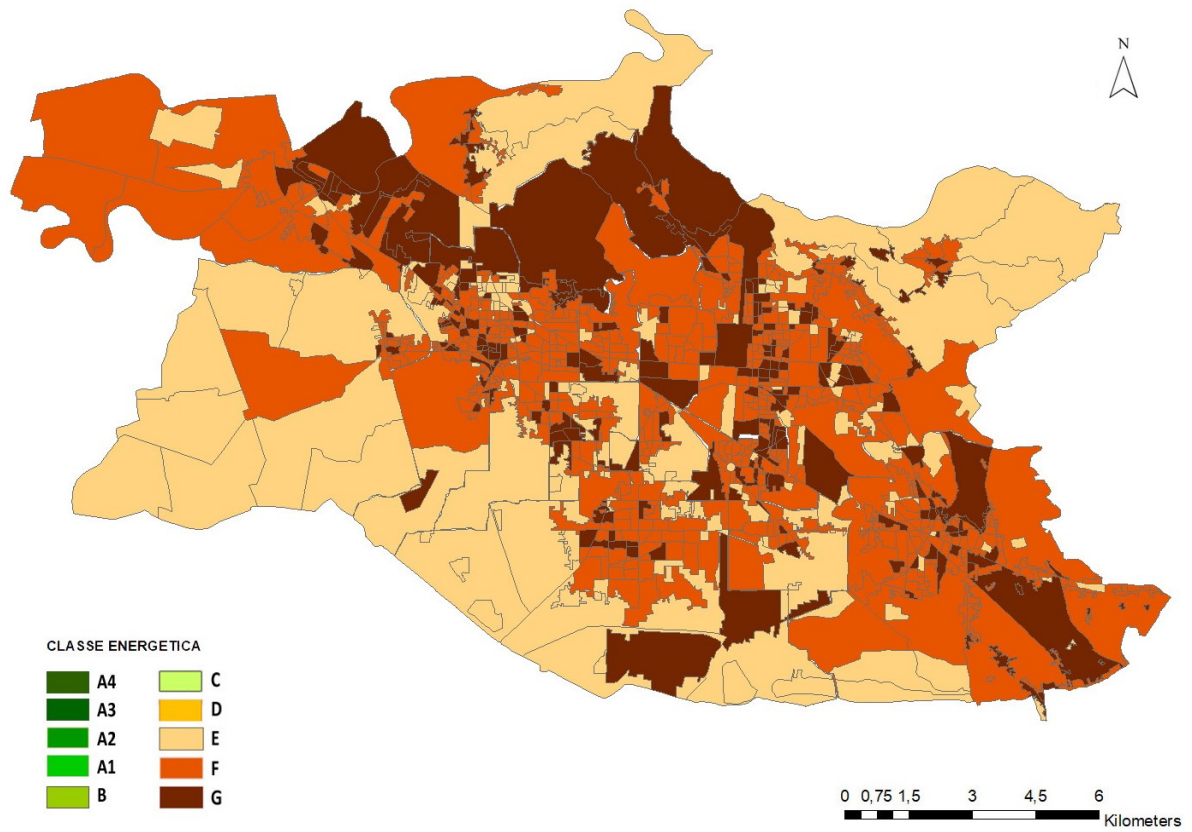 N
CLASSE ENERGETICA
A4 C
A3 D
A2 E
A1 F
B G
0 0,75 1,5 3 4,5 6
Kilometers